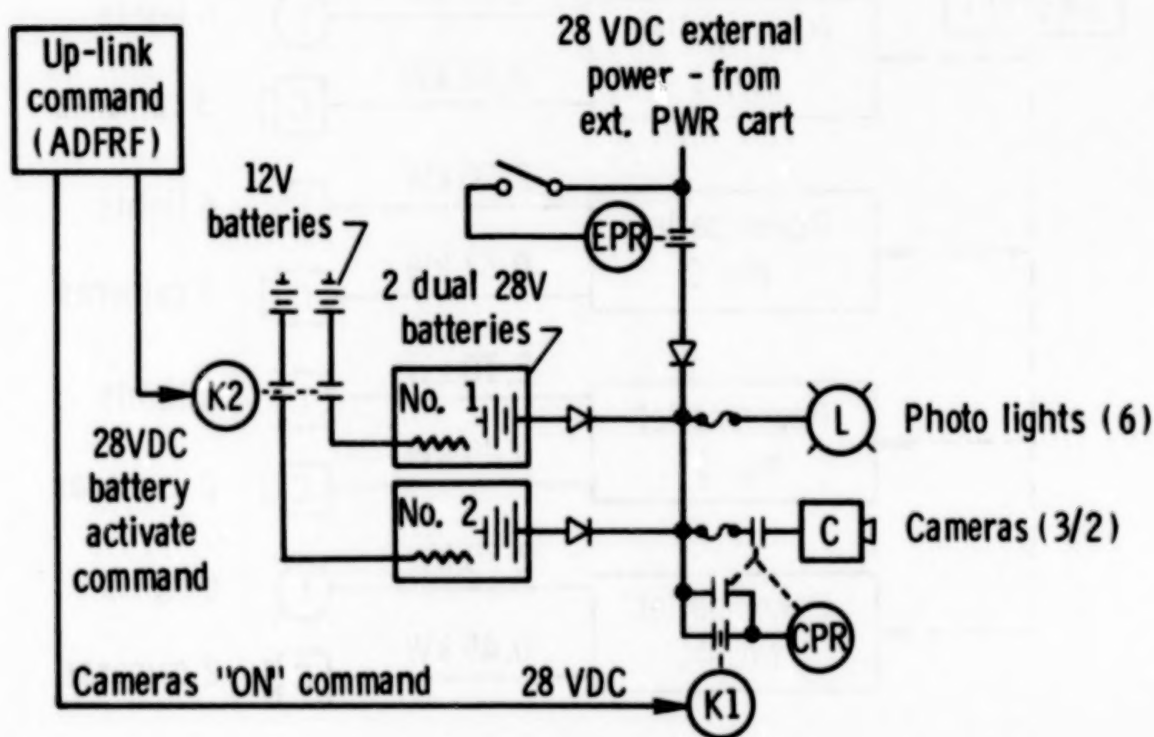 Up-link
command
(ADFRF)
28 VDC external
power - from
ext. PWR cart
12V
batteries
EPR
2 dual 28V
batteries
K2
No. 1
L
Photo lights (6)
28VDC
battery
activate
command
No. 2
C
Cameras (3/2)
CPR
Cameras "ON" command
28 VDC
K1